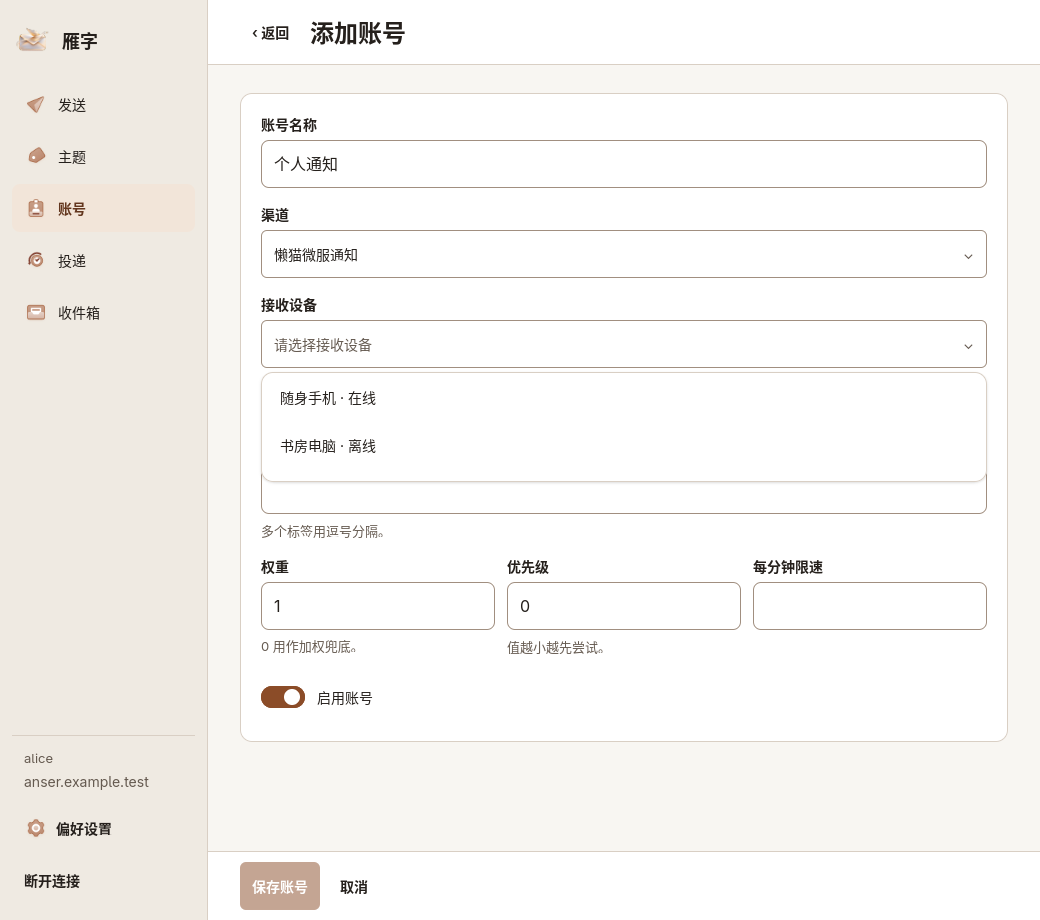 雁字
发送
主题
账号
投递
收件箱
alice
anser.example.test
偏好设置
断开连接
‹ 返回 添加账号
账号名称
个人通知
渠道
懒猫微服通知
接收设备
请选择接收设备
随身手机 · 在线
书房电脑 · 离线
多个标签用逗号分隔。
权重 优先级 每分钟限速
1 0
0 用作加权兜底。 值越小越先尝试。
启用账号
保存账号 取消